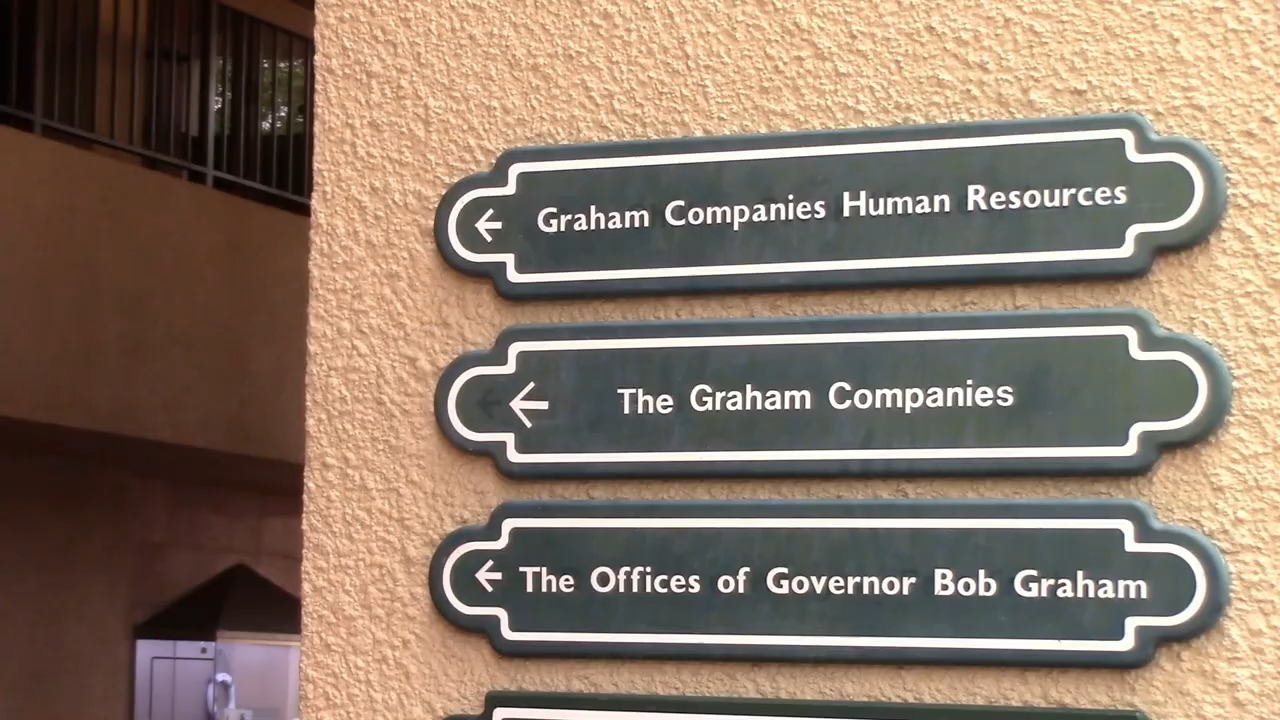 Graham Companies Human Resources
The Graham Companies
The Offices of Governor Bob Graham